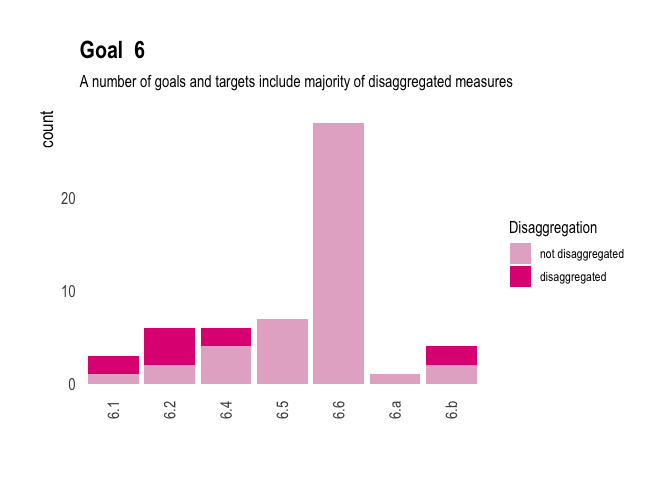 Goal  6
A number of goals and targets include majority of disaggregated measures
count
20
10
0
6.1
6.2
6.4
6.5
6.6
6.a
6.b
Disaggregation
not disaggregated
disaggregated